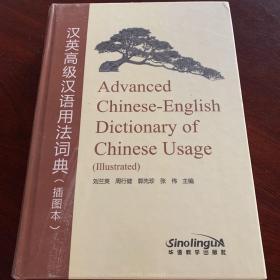 汉英高级汉语用法词典（插图本）
Advanced
Chinese-English
Dictionary of
Chinese Usage
(Illustrated)
刘兰英 周行健 郭先珍 张伟 主编
Sinolingua
华语教学出版社